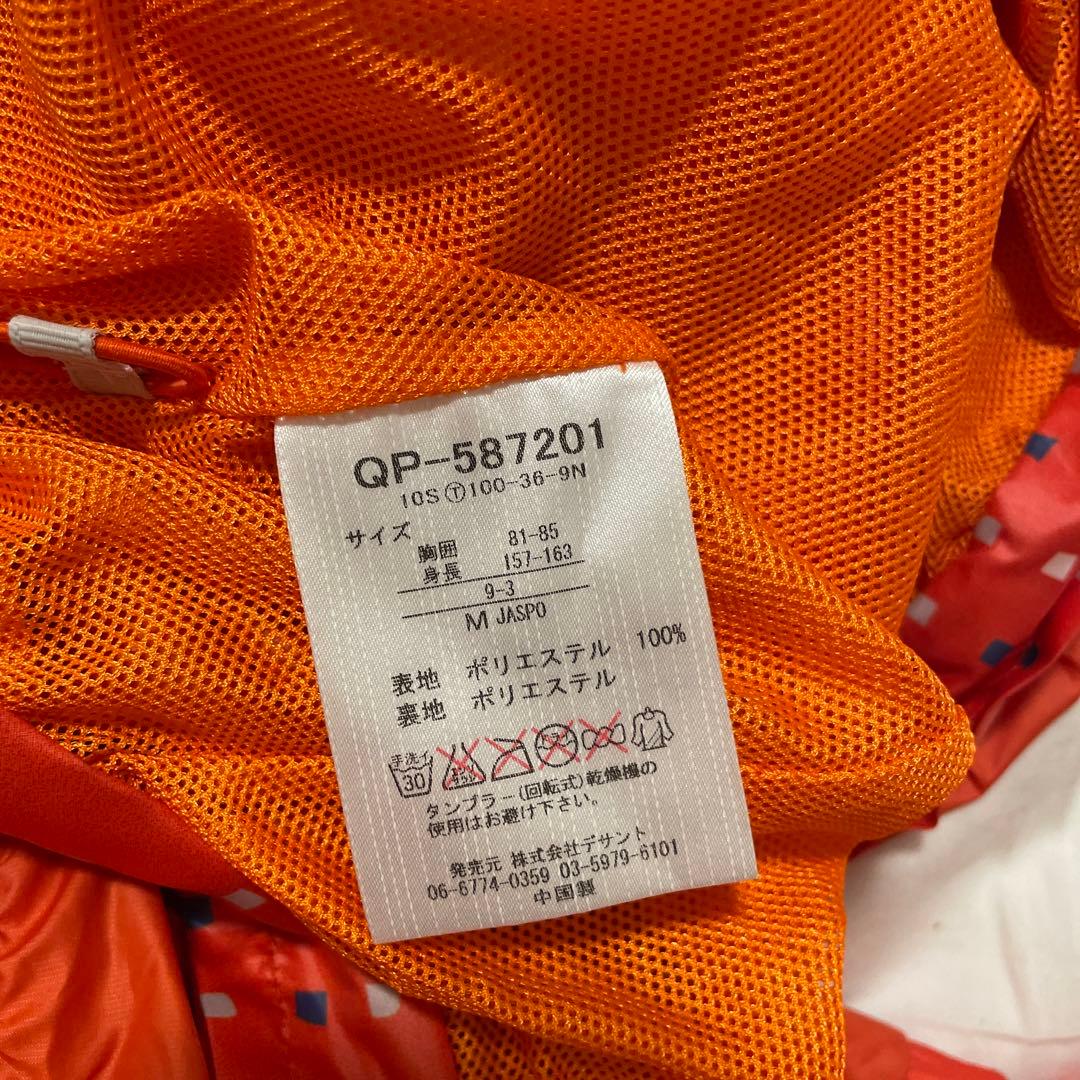 QP-587201
10SⓉ100-36-9N
サイズ
胸囲 81-85
身長 157-163
9-3
M JASPO
表地 ポリエステル 100%
裏地 ポリエステル
手洗イ
30
タンブラー(回転式)乾燥機の
使用はお避け下さい。
発売元 株式会社デサント
06-6774-0359 03-5979-6101
中国製